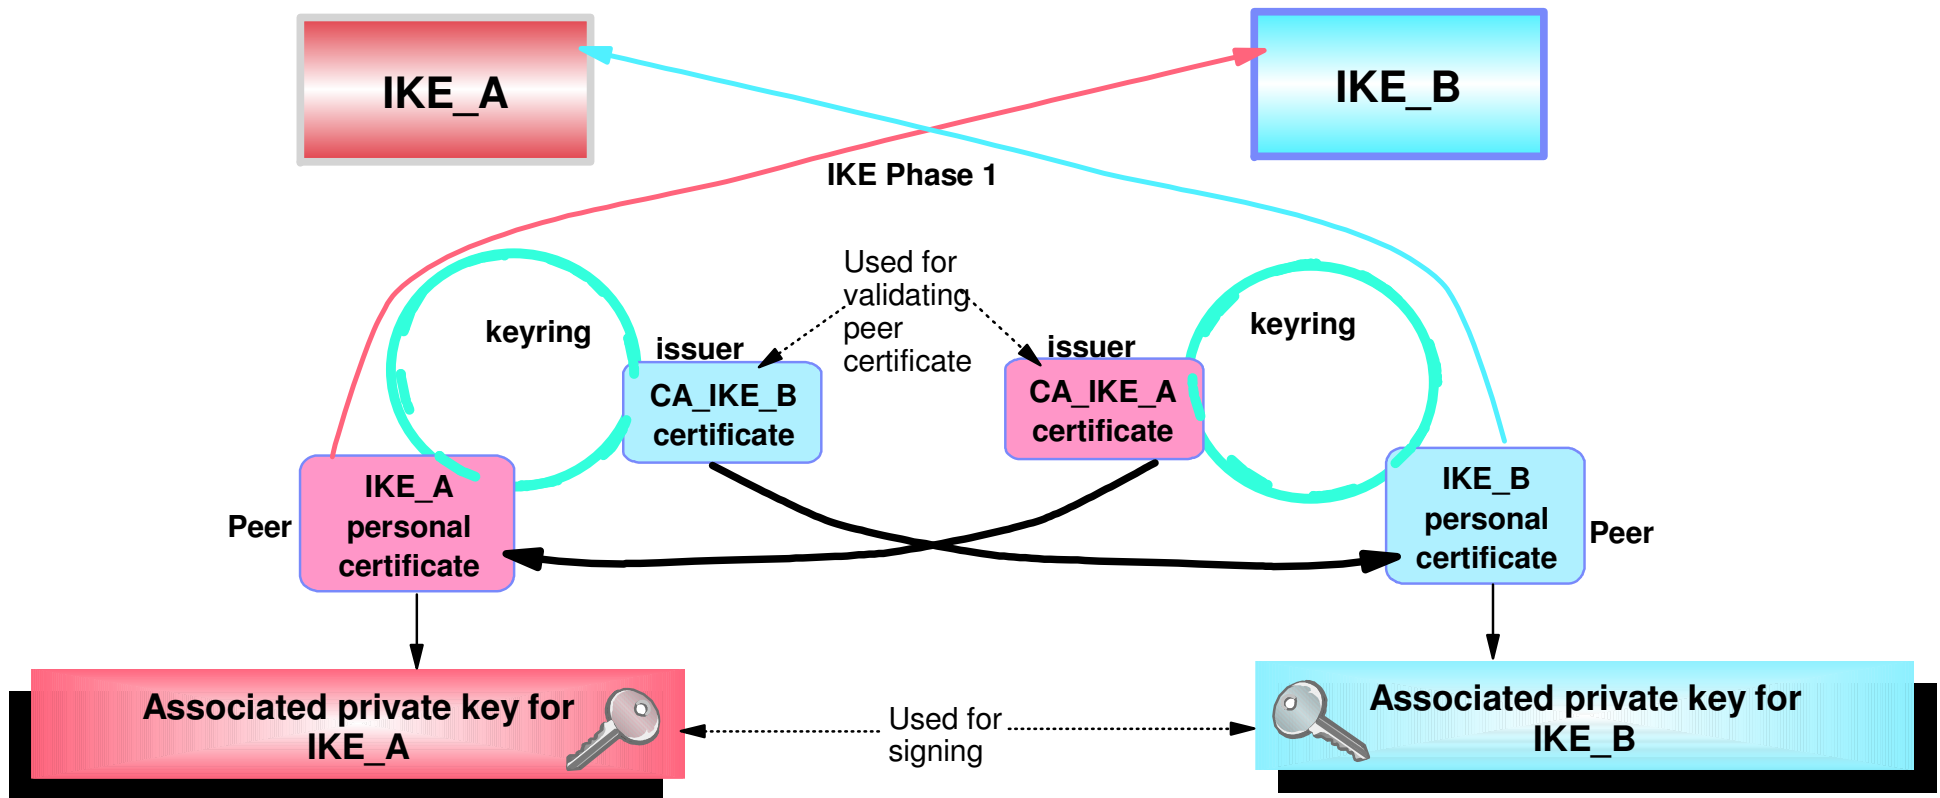 IKE_A
IKE_B
IKE Phase 1
Used for
validating
peer
certificate
keyring
issuer
CA_IKE_B
certificate
issuer
CA_IKE_A
certificate
keyring
Peer
IKE_A
personal
certificate
IKE_B
personal
certificate
Peer
Associated private key for
IKE_A
Used for
signing
Associated private key for
IKE_B